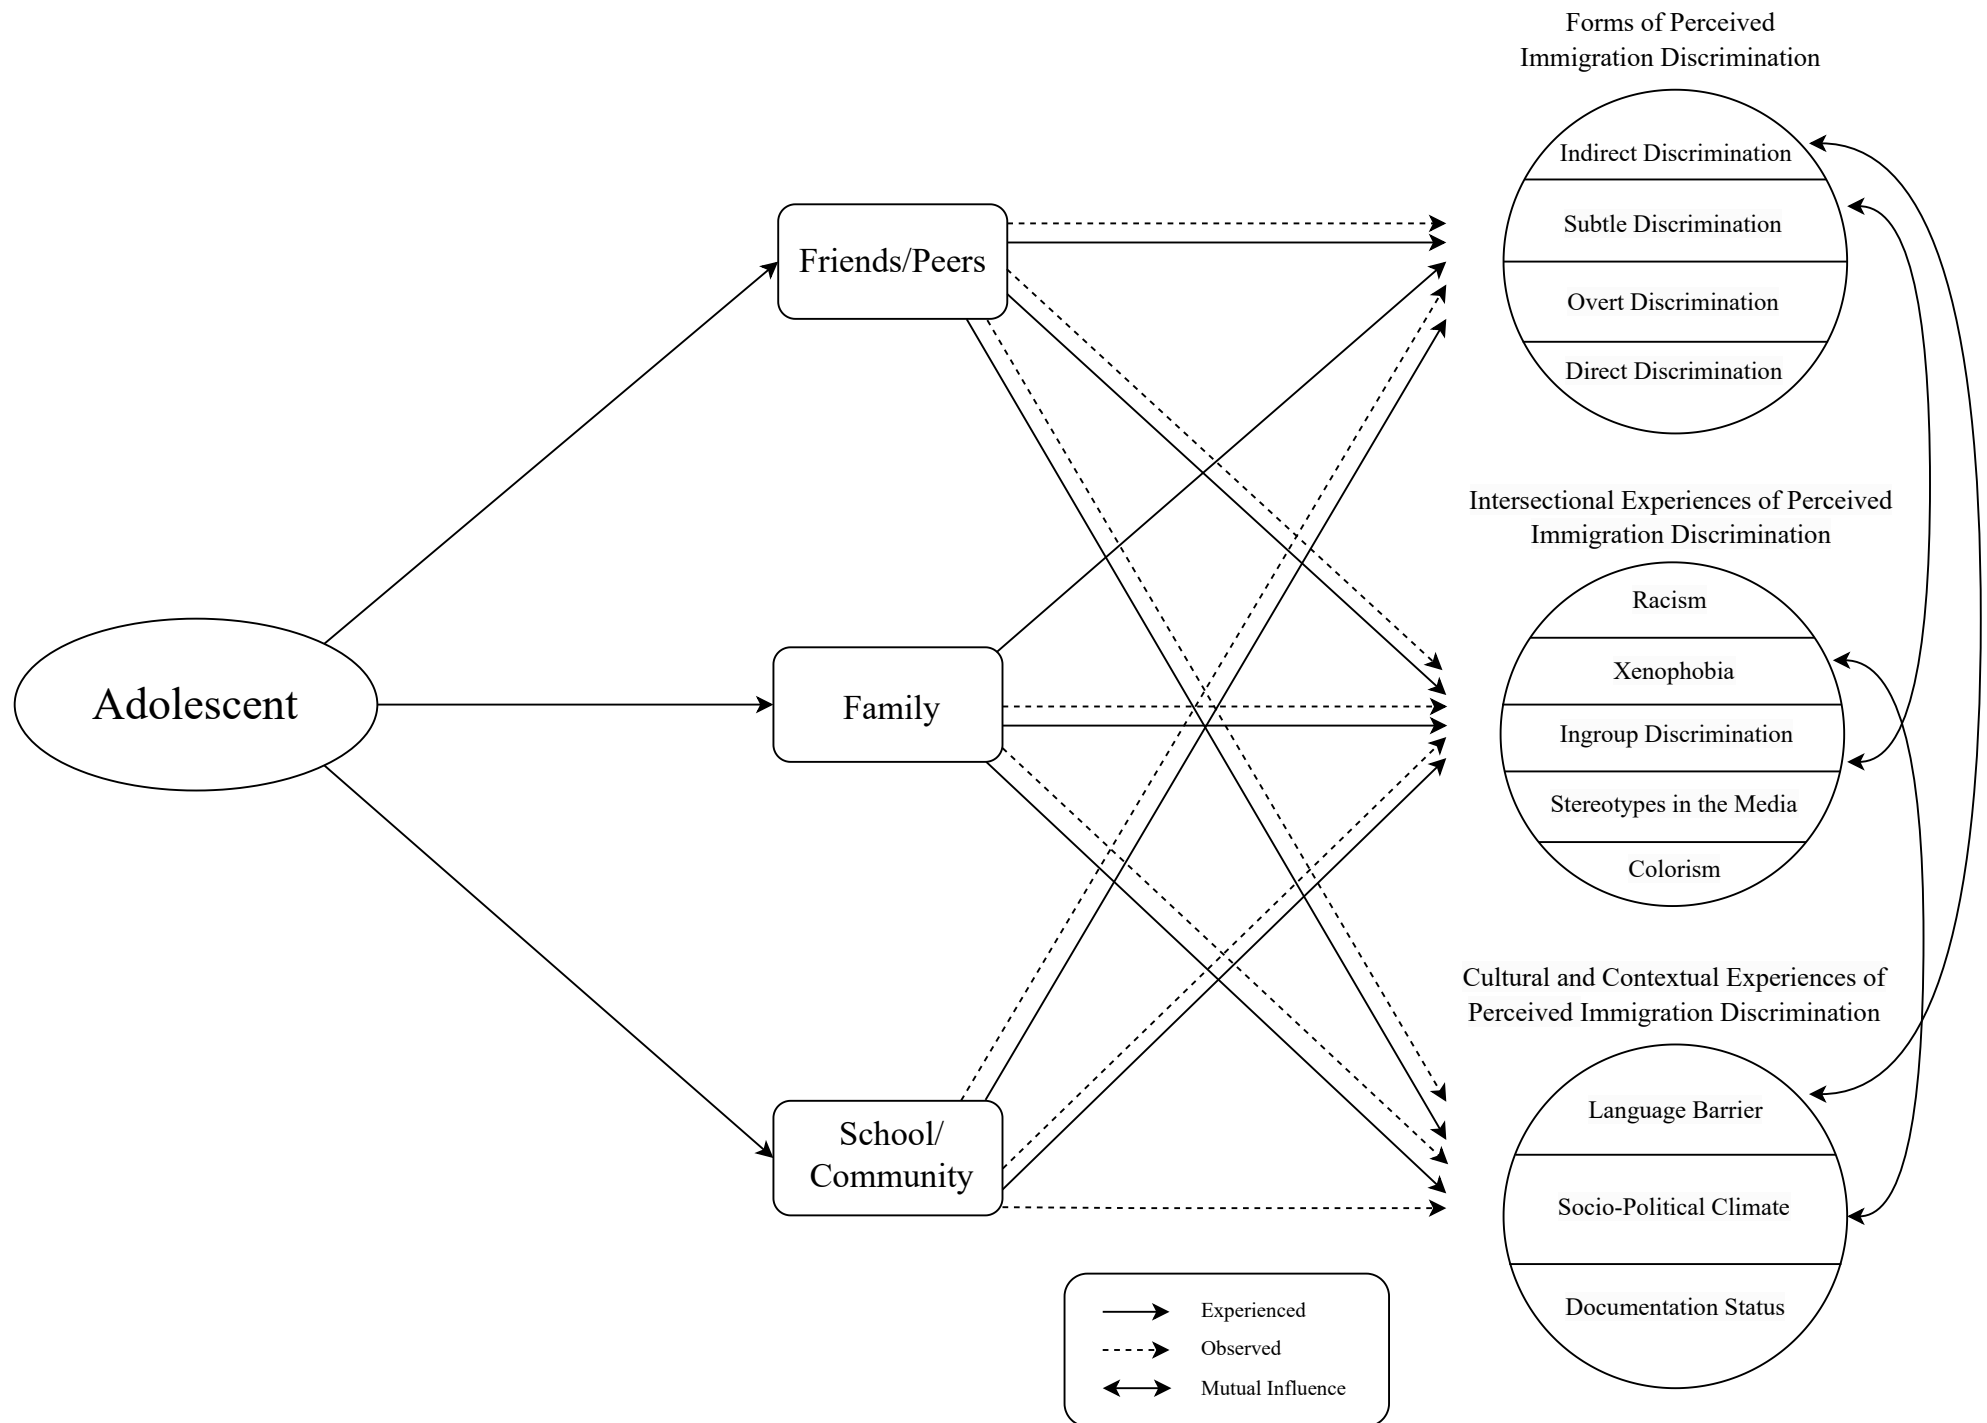 Forms of Perceived
Immigration Discrimination
Indirect Discrimination
Subtle Discrimination
Overt Discrimination
Direct Discrimination
Friends/Peers
Intersectional Experiences of Perceived
Immigration Discrimination
Racism
Xenophobia
Ingroup Discrimination
Stereotypes in the Media
Colorism
Adolescent
Family
Cultural and Contextual Experiences of
Perceived Immigration Discrimination
Language Barrier
Socio-Political Climate
Documentation Status
School/
Community
Experienced
Observed
Mutual Influence